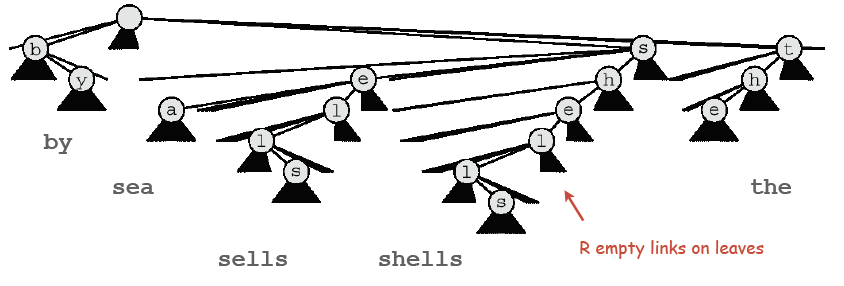 s
b t
y e h h
a l e e
l l
s l
s
by
sea the
R empty links on leaves
sells shells